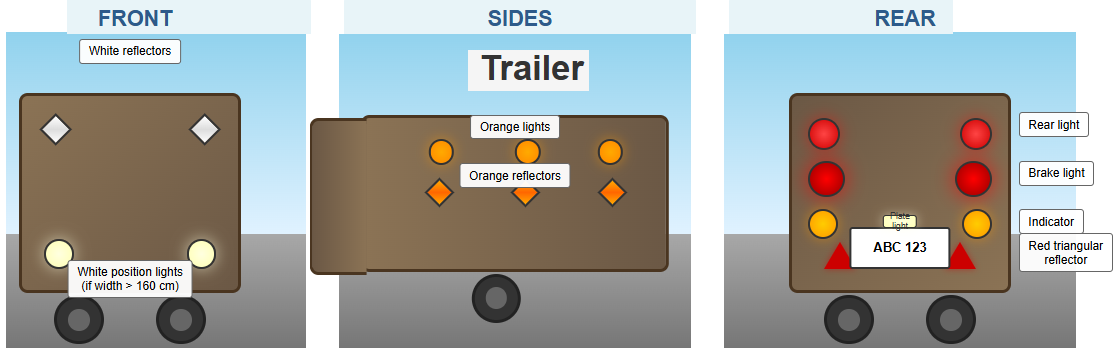 FRONT
White reflectors
White position lights
(if width > 160 cm)
SIDES
Trailer
Orange lights
Orange reflectors
REAR
Rear light
Brake light
Indicator
Red triangular
reflector
Plate
light
ABC 123